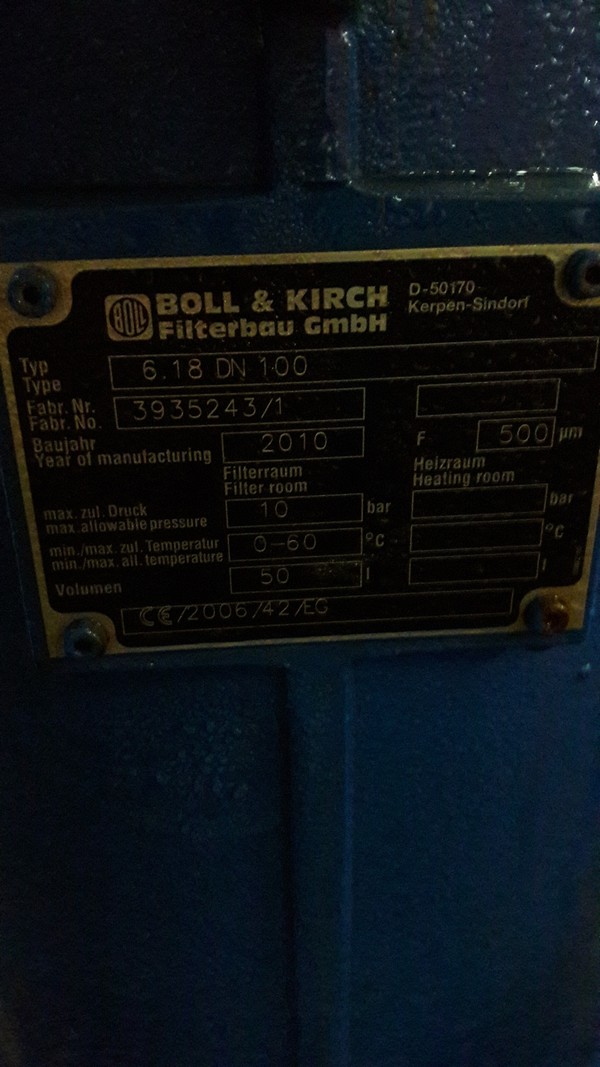 BOLL
BOLL & KIRCH
Filterbau GmbH
D-50170
Kerpen-Sindorf
Typ
Type
6.18 DN 100
Fabr. Nr.
Fabr. No.
3935243/1
Baujahr
Year of manufacturing
2010
F 500 µm
Filterraum
Filter room
Heizraum
Heating room
max. zul. Druck
max. allowable pressure
10 bar
bar
min./max. zul. Temperatur
min./max. all. temperature
0-60 °C
°C
Volumen
50 l
l
CE/2006/42/EG